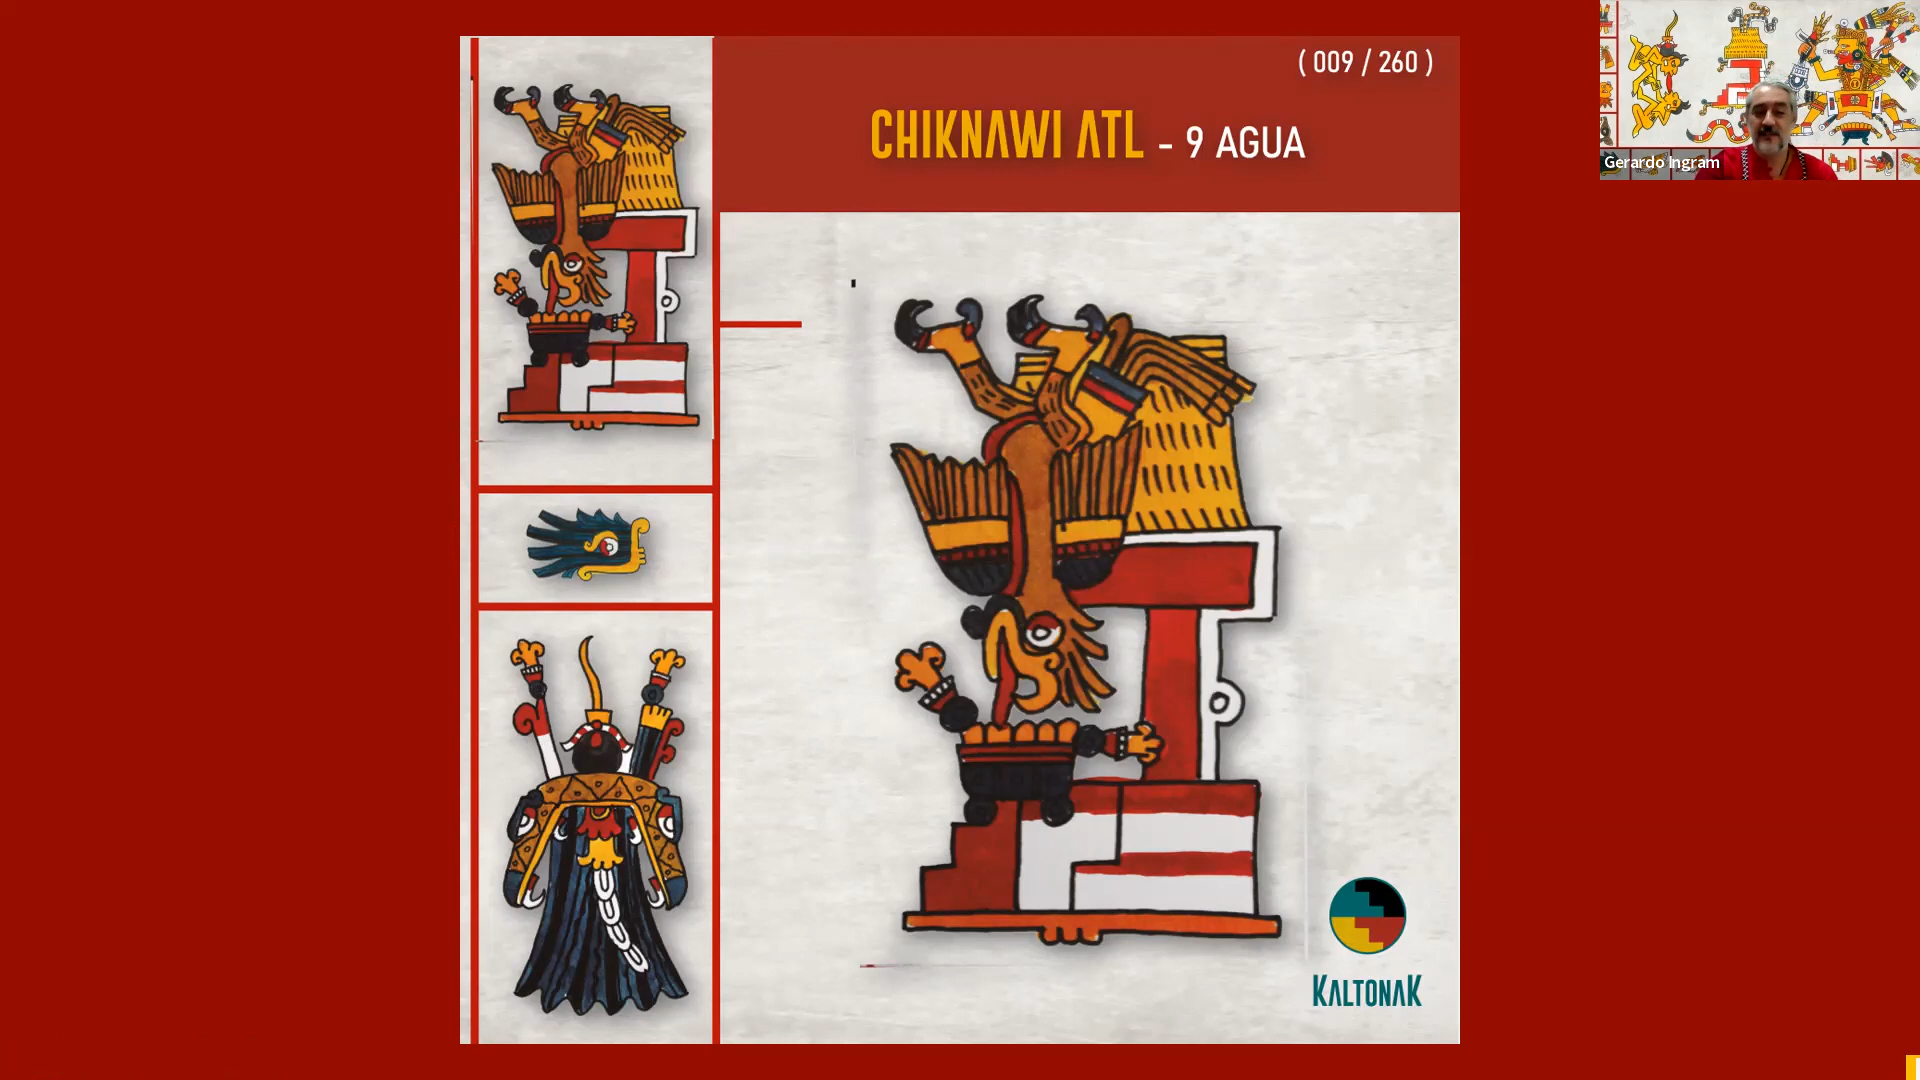 ( 009 / 260 )
CHIKNAWI ATL - 9 AGUA
Gerardo Ingram
KALTONAK